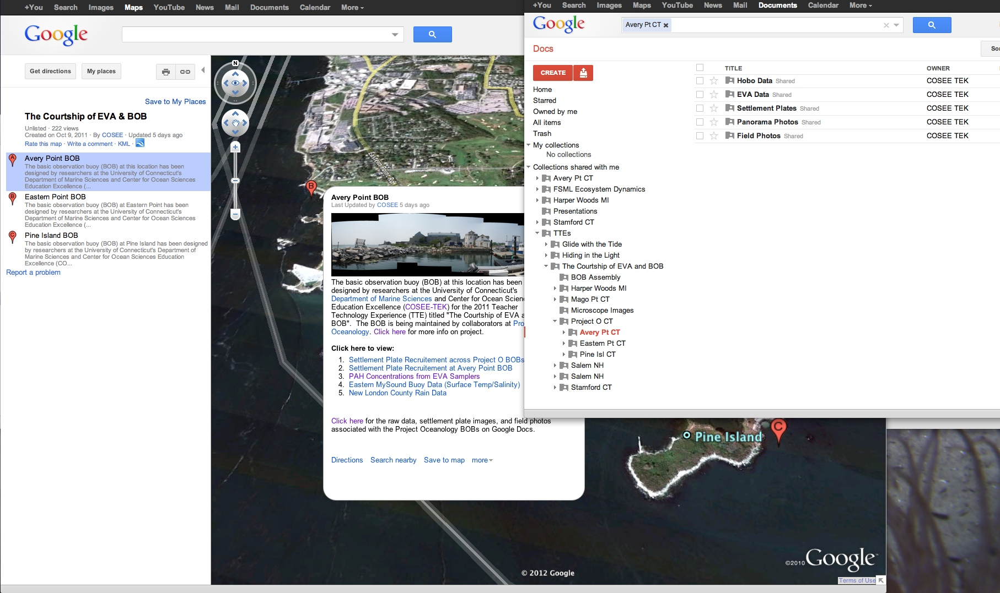 +You Search Images Maps YouTube News Mail Documents Calendar More
Google
Get directions My places
Save to My Places
The Courtship of EVA & BOB
Unlisted · 222 views
Created on Oct 9, 2011 · By COSEE · Updated 5 days ago
Rate this map · Write a comment · KML ·
A
Avery Point BOB
The basic observation buoy (BOB) at this location has been
designed by researchers at the University of Connecticut's
Department of Marine Sciences and Center for Ocean Sciences
Education Excellence (...
B
Eastern Point BOB
The basic observation buoy (BOB) at Eastern Point has been
designed by researchers at the University of Connecticut's
Department of Marine Sciences and Center for Ocean Sciences
Education Excellence (...
C
Pine Island BOB
The basic observation buoy (BOB) at Pine Island has been designed
by researchers at the University of Connecticut's Department of
Marine Sciences and Center for Ocean Sciences Education
Excellence (CO...
Report a problem
N
Eastern Point Rd
B
Avery Point BOB
Last Updated by COSEE 5 days ago
The basic observation buoy (BOB) at this location has been
designed by researchers at the University of Connecticut's
Department of Marine Sciences and Center for Ocean Scien
Education Excellence (COSEE-TEK) for the 2011 Teacher
Technology Experience (TTE) titled "The Courtship of EVA a
BOB". The BOB is being maintained by collaborators at Pro
Oceanology. Click here for more info on project.
Click here to view:
1. Settlement Plate Recruitement across Project O BOBs
2. Settlement Plate Recruitement at Avery Point BOB
3. PAH Concentrations from EVA Samplers
4. Eastern MySound Buoy Data (Surface Temp/Salinity)
5. New London County Rain Data
Click here for the raw data, settlement plate images, and field photos
associated with the Project Oceanology BOBs on Google Docs.
Directions Search nearby Save to map more
Pine Island
C
©2010 Google
© 2012 Google
Terms of Use
+You Search Images Maps YouTube News Mail Documents Calendar More
Google
Avery Pt CT ×
Docs
Sor
CREATE
TITLE OWNER
Hobo Data Shared COSEE TEK
EVA Data Shared COSEE TEK
Settlement Plates Shared COSEE TEK
Panorama Photos Shared COSEE TEK
Field Photos Shared COSEE TEK
Home
Starred
Owned by me
All items
Trash
My collections
No collections
Collections shared with me
Avery Pt CT
FSML Ecosystem Dynamics
Harper Woods MI
Presentations
Stamford CT
TTEs
Glide with the Tide
Hiding in the Light
The Courtship of EVA and BOB
BOB Assembly
Harper Woods MI
Mago Pt CT
Microscope Images
Project O CT
Avery Pt CT
Eastern Pt CT
Pine Isl CT
Salem NH
Salem NH
Stamford CT